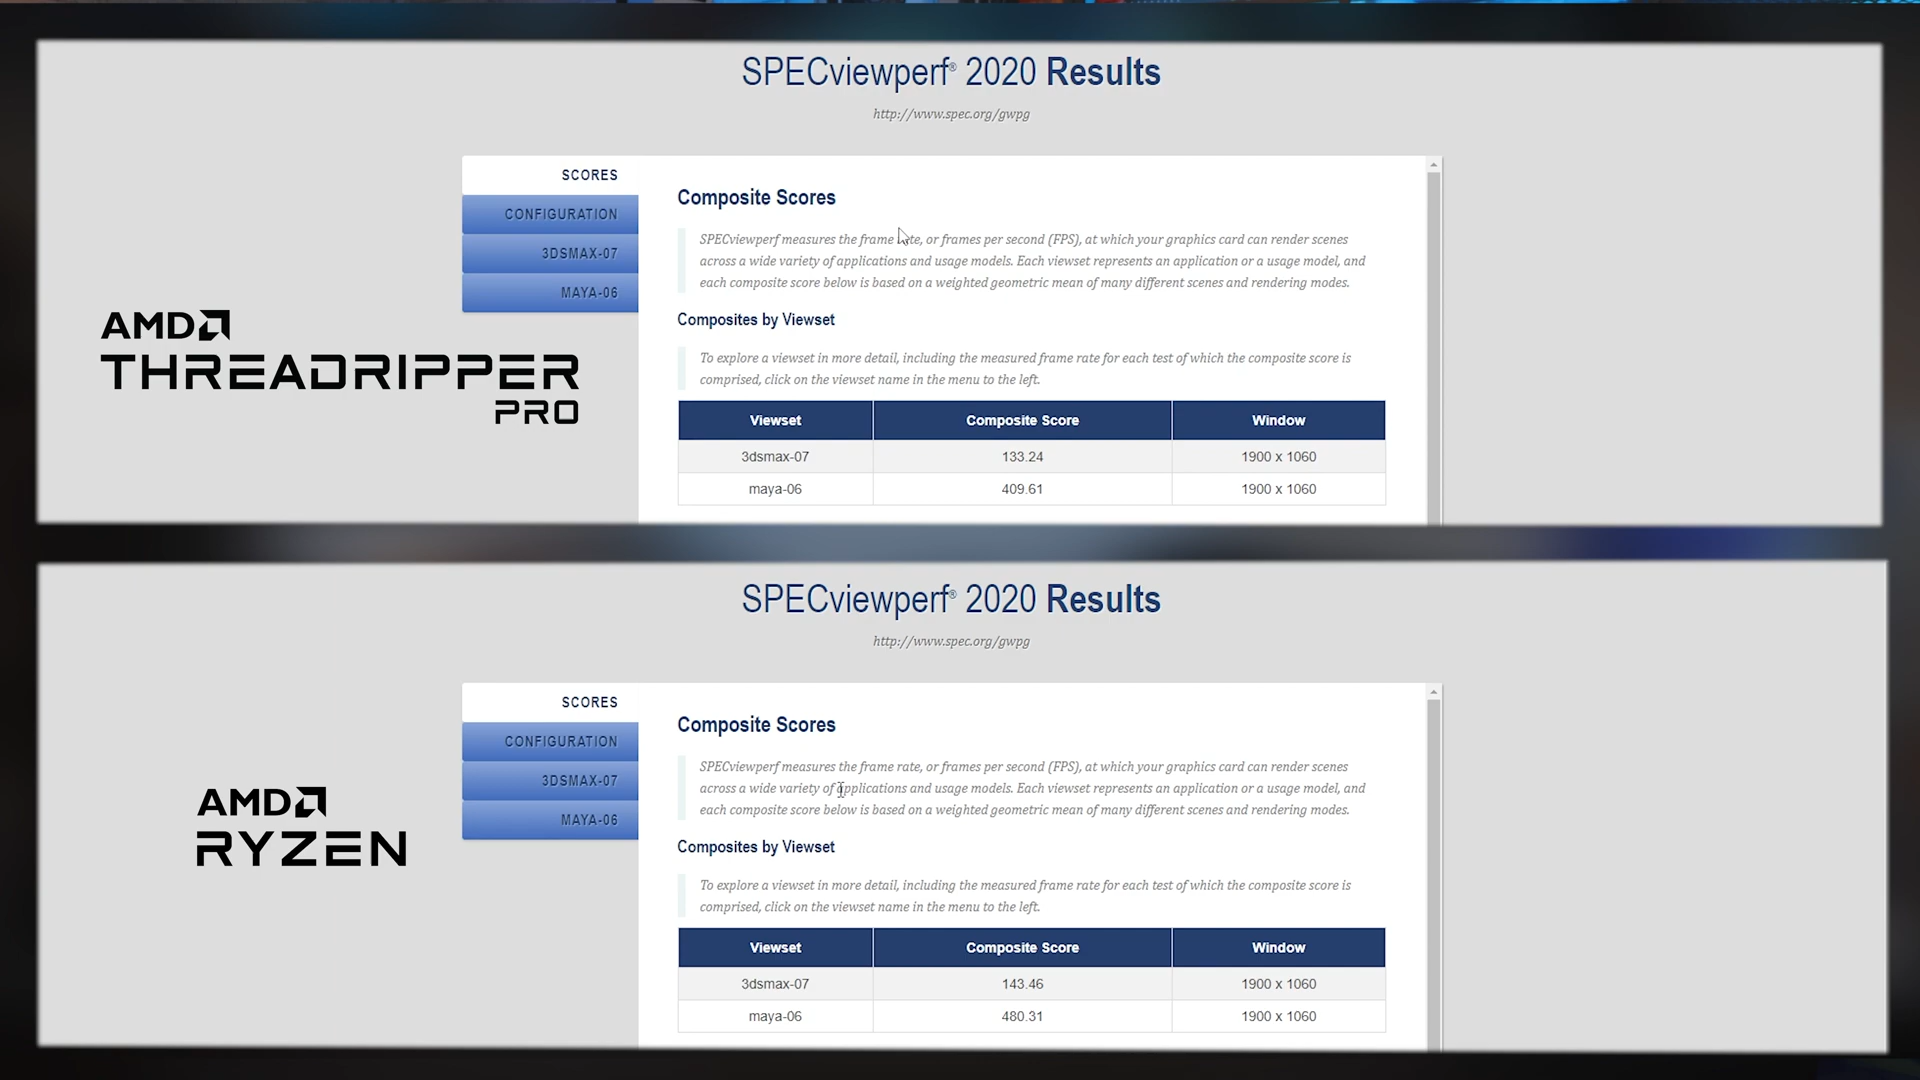 SPECviewperf® 2020 Results
http://www.spec.org/gwpg
SCORES
CONFIGURATION
3DSMAX-07
MAYA-06
AMD
THREADRIPPER
PRO
Composite Scores
SPECviewperf measures the frame rate, or frames per second (FPS), at which your graphics card can render scenes
across a wide variety of applications and usage models. Each viewset represents an application or a usage model, and
each composite score below is based on a weighted geometric mean of many different scenes and rendering modes.
Composites by Viewset
To explore a viewset in more detail, including the measured frame rate for each test of which the composite score is
comprised, click on the viewset name in the menu to the left.
Viewset Composite Score Window
3dsmax-07 133.24 1900 x 1060
maya-06 409.61 1900 x 1060
SPECviewperf® 2020 Results
http://www.spec.org/gwpg
SCORES
CONFIGURATION
3DSMAX-07
MAYA-06
AMD
RYZEN
Composite Scores
SPECviewperf measures the frame rate, or frames per second (FPS), at which your graphics card can render scenes
across a wide variety of applications and usage models. Each viewset represents an application or a usage model, and
each composite score below is based on a weighted geometric mean of many different scenes and rendering modes.
Composites by Viewset
To explore a viewset in more detail, including the measured frame rate for each test of which the composite score is
comprised, click on the viewset name in the menu to the left.
Viewset Composite Score Window
3dsmax-07 143.46 1900 x 1060
maya-06 480.31 1900 x 1060